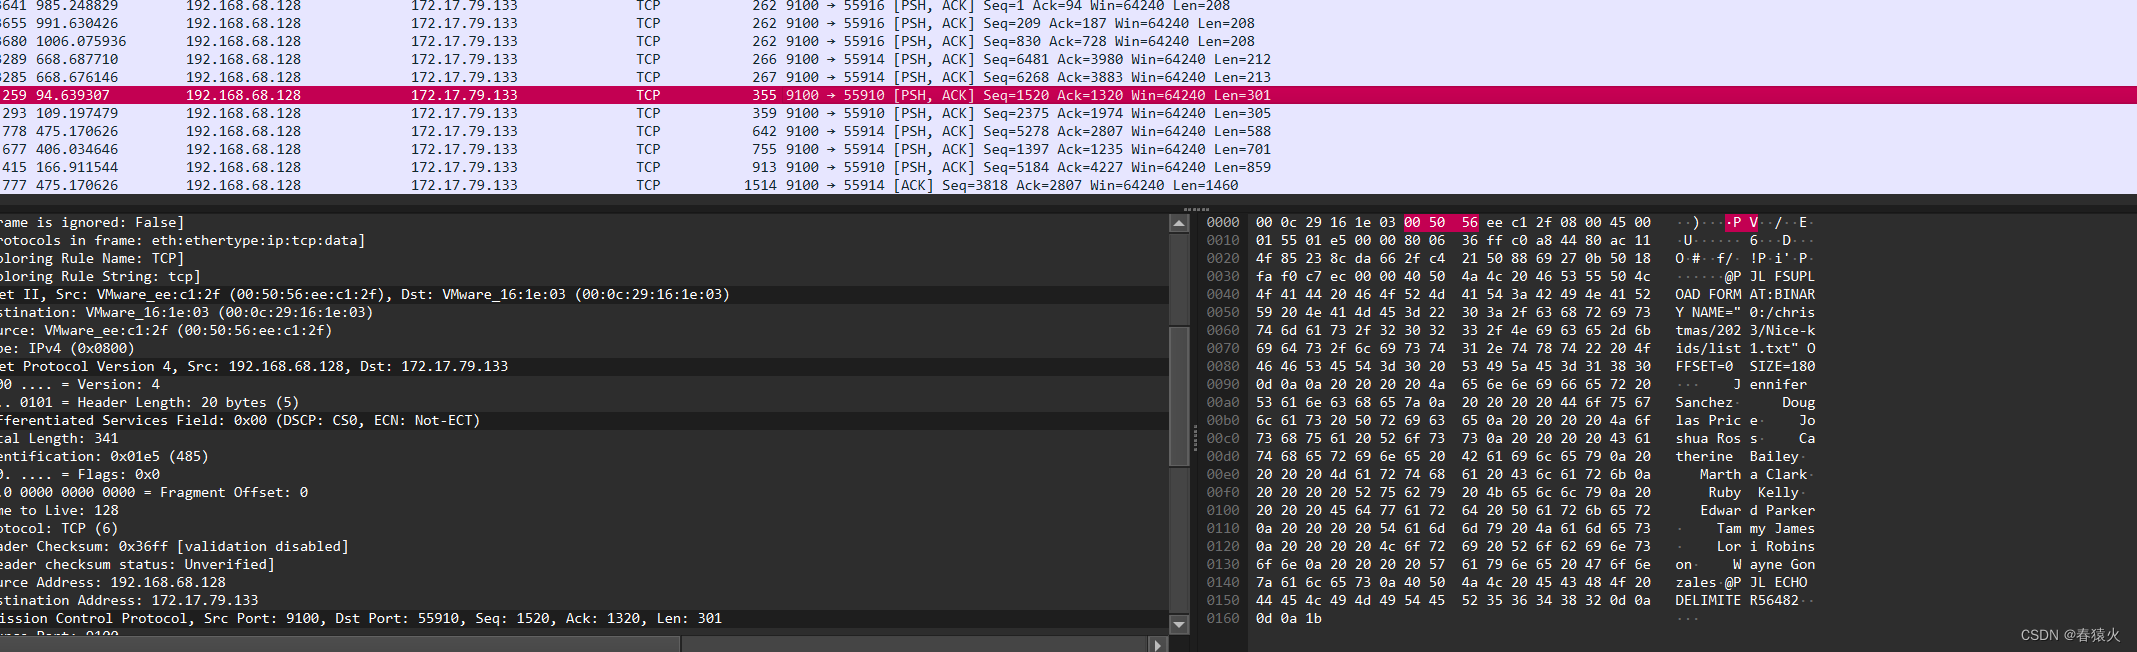 3641 985.248829 192.168.68.128 172.17.79.133 TCP 262 9100 → 55916 [PSH, ACK] Seq=1 Ack=94 Win=64240 Len=208
3655 991.630426 192.168.68.128 172.17.79.133 TCP 262 9100 → 55916 [PSH, ACK] Seq=209 Ack=187 Win=64240 Len=208
3680 1006.075936 192.168.68.128 172.17.79.133 TCP 262 9100 → 55916 [PSH, ACK] Seq=830 Ack=728 Win=64240 Len=208
3289 668.687710 192.168.68.128 172.17.79.133 TCP 266 9100 → 55914 [PSH, ACK] Seq=6481 Ack=3980 Win=64240 Len=212
3285 668.676146 192.168.68.128 172.17.79.133 TCP 267 9100 → 55914 [PSH, ACK] Seq=6268 Ack=3883 Win=64240 Len=213
259 94.639307 192.168.68.128 172.17.79.133 TCP 355 9100 → 55910 [PSH, ACK] Seq=1520 Ack=1320 Win=64240 Len=301
293 109.197479 192.168.68.128 172.17.79.133 TCP 359 9100 → 55910 [PSH, ACK] Seq=2375 Ack=1974 Win=64240 Len=305
778 475.170626 192.168.68.128 172.17.79.133 TCP 642 9100 → 55914 [PSH, ACK] Seq=5278 Ack=2807 Win=64240 Len=588
677 406.034646 192.168.68.128 172.17.79.133 TCP 755 9100 → 55914 [PSH, ACK] Seq=1397 Ack=1235 Win=64240 Len=701
415 166.911544 192.168.68.128 172.17.79.133 TCP 913 9100 → 55910 [PSH, ACK] Seq=5184 Ack=4227 Win=64240 Len=859
777 475.170626 192.168.68.128 172.17.79.133 TCP 1514 9100 → 55914 [ACK] Seq=3818 Ack=2807 Win=64240 Len=1460
rame is ignored: False]
rotocols in frame: eth:ethertype:ip:tcp:data]
oloring Rule Name: TCP]
oloring Rule String: tcp]
et II, Src: VMware_ee:c1:2f (00:50:56:ee:c1:2f), Dst: VMware_16:1e:03 (00:0c:29:16:1e:03)
stination: VMware_16:1e:03 (00:0c:29:16:1e:03)
urce: VMware_ee:c1:2f (00:50:56:ee:c1:2f)
pe: IPv4 (0x0800)
et Protocol Version 4, Src: 192.168.68.128, Dst: 172.17.79.133
00 .... = Version: 4
.. 0101 = Header Length: 20 bytes (5)
fferentiated Services Field: 0x00 (DSCP: CS0, ECN: Not-ECT)
tal Length: 341
entification: 0x01e5 (485)
0. .... = Flags: 0x0
.0 0000 0000 0000 = Fragment Offset: 0
me to Live: 128
otocol: TCP (6)
ader Checksum: 0x36ff [validation disabled]
eader checksum status: Unverified]
urce Address: 192.168.68.128
stination Address: 172.17.79.133
ission Control Protocol, Src Port: 9100, Dst Port: 55910, Seq: 1520, Ack: 1320, Len: 301
0000 00 0c 29 16 1e 03 00 50 56 ee c1 2f 08 00 45 00 ··)····P V··/··E·
0010 01 55 01 e5 00 00 80 06 36 ff c0 a8 44 80 ac 11 ·U······ 6···D···
0020 4f 85 23 8c da 66 2f c4 21 50 88 69 27 0b 50 18 O·#··f/· !P·i'·P·
0030 fa f0 c7 ec 00 00 40 50 4a 4c 20 46 53 55 50 4c ······@P JL FSUPL
0040 4f 41 44 20 46 4f 52 4d 41 54 3a 42 49 4e 41 52 OAD FORM AT:BINAR
0050 59 20 4e 41 4d 45 3d 22 30 3a 2f 63 68 72 69 73 Y NAME=" 0:/chris
0060 74 6d 61 73 2f 32 30 32 33 2f 4e 69 63 65 2d 6b tmas/202 3/Nice-k
0070 69 64 73 2f 6c 69 73 74 31 2e 74 78 74 22 20 4f ids/list 1.txt" O
0080 46 46 53 45 54 3d 30 20 53 49 5a 45 3d 31 38 30 FFSET=0 SIZE=180
0090 0d 0a 0a 20 20 20 20 4a 65 6e 6e 69 66 65 72 20 ··· J ennifer
00a0 53 61 6e 63 68 65 7a 0a 20 20 20 20 44 6f 75 67 Sanchez· Doug
00b0 6c 61 73 20 50 72 69 63 65 0a 20 20 20 20 4a 6f las Pric e· Jo
00c0 73 68 75 61 20 52 6f 73 73 0a 20 20 20 20 43 61 shua Ros s· Ca
00d0 74 68 65 72 69 6e 65 20 42 61 69 6c 65 79 0a 20 therine Bailey·
00e0 20 20 20 4d 61 72 74 68 61 20 43 6c 61 72 6b 0a Marth a Clark·
00f0 20 20 20 20 52 75 62 79 20 4b 65 6c 6c 79 0a 20 Ruby Kelly·
0100 20 20 20 45 64 77 61 72 64 20 50 61 72 6b 65 72 Edwar d Parker
0110 0a 20 20 20 20 54 61 6d 6d 79 20 4a 61 6d 65 73 · Tam my James
0120 0a 20 20 20 20 4c 6f 72 69 20 52 6f 62 69 6e 73 · Lor i Robins
0130 6f 6e 0a 20 20 20 20 57 61 79 6e 65 20 47 6f 6e on· W ayne Gon
0140 7a 61 6c 65 73 0a 40 50 4a 4c 20 45 43 48 4f 20 zales·@P JL ECHO
0150 44 45 4c 49 4d 49 54 45 52 35 36 34 38 32 0d 0a DELIMITE R56482··
0160 0d 0a 1b ···
CSDN @春猿火